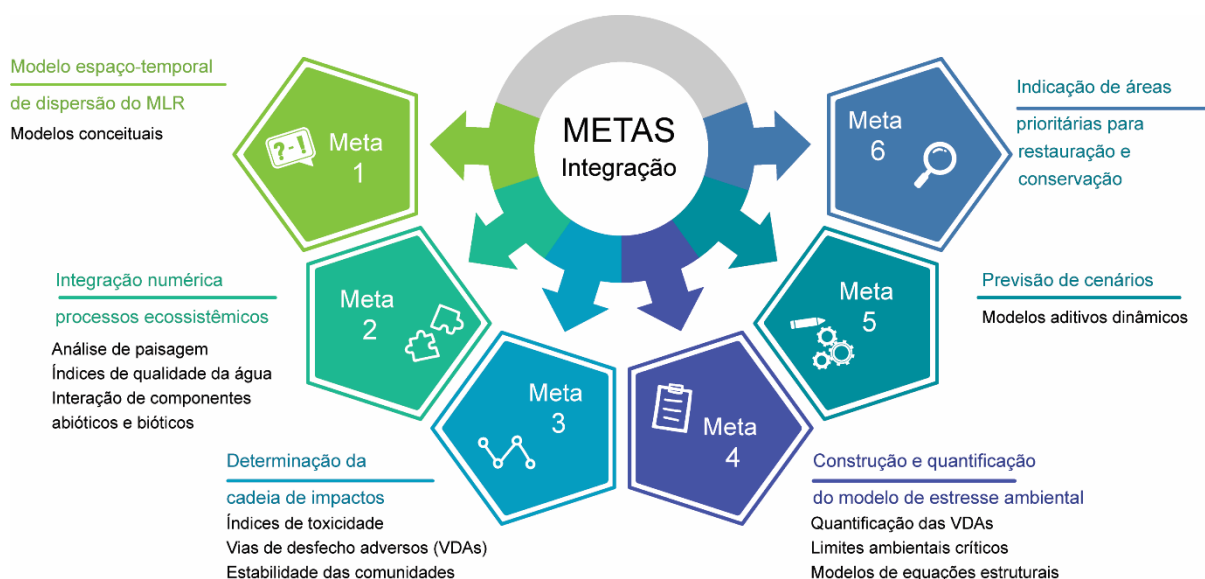 METAS
Integração
Modelo espaço-temporal
de dispersão do MLR
Modelos conceituais
?-!
Meta
1
Integração numérica
processos ecossistêmicos
Análise de paisagem
Índices de qualidade da água
Interação de componentes
abióticos e bióticos
Meta
2
Determinação da
cadeia de impactos
Índices de toxicidade
Vias de desfecho adversos (VDAs)
Estabilidade das comunidades
Meta
3
Meta
4
Construção e quantificação
do modelo de estresse ambiental
Quantificação das VDAs
Limites ambientais críticos
Modelos de equações estruturais
Meta
5
Previsão de cenários
Modelos aditivos dinâmicos
Meta
6
Indicação de áreas
prioritárias para
restauração e
conservação